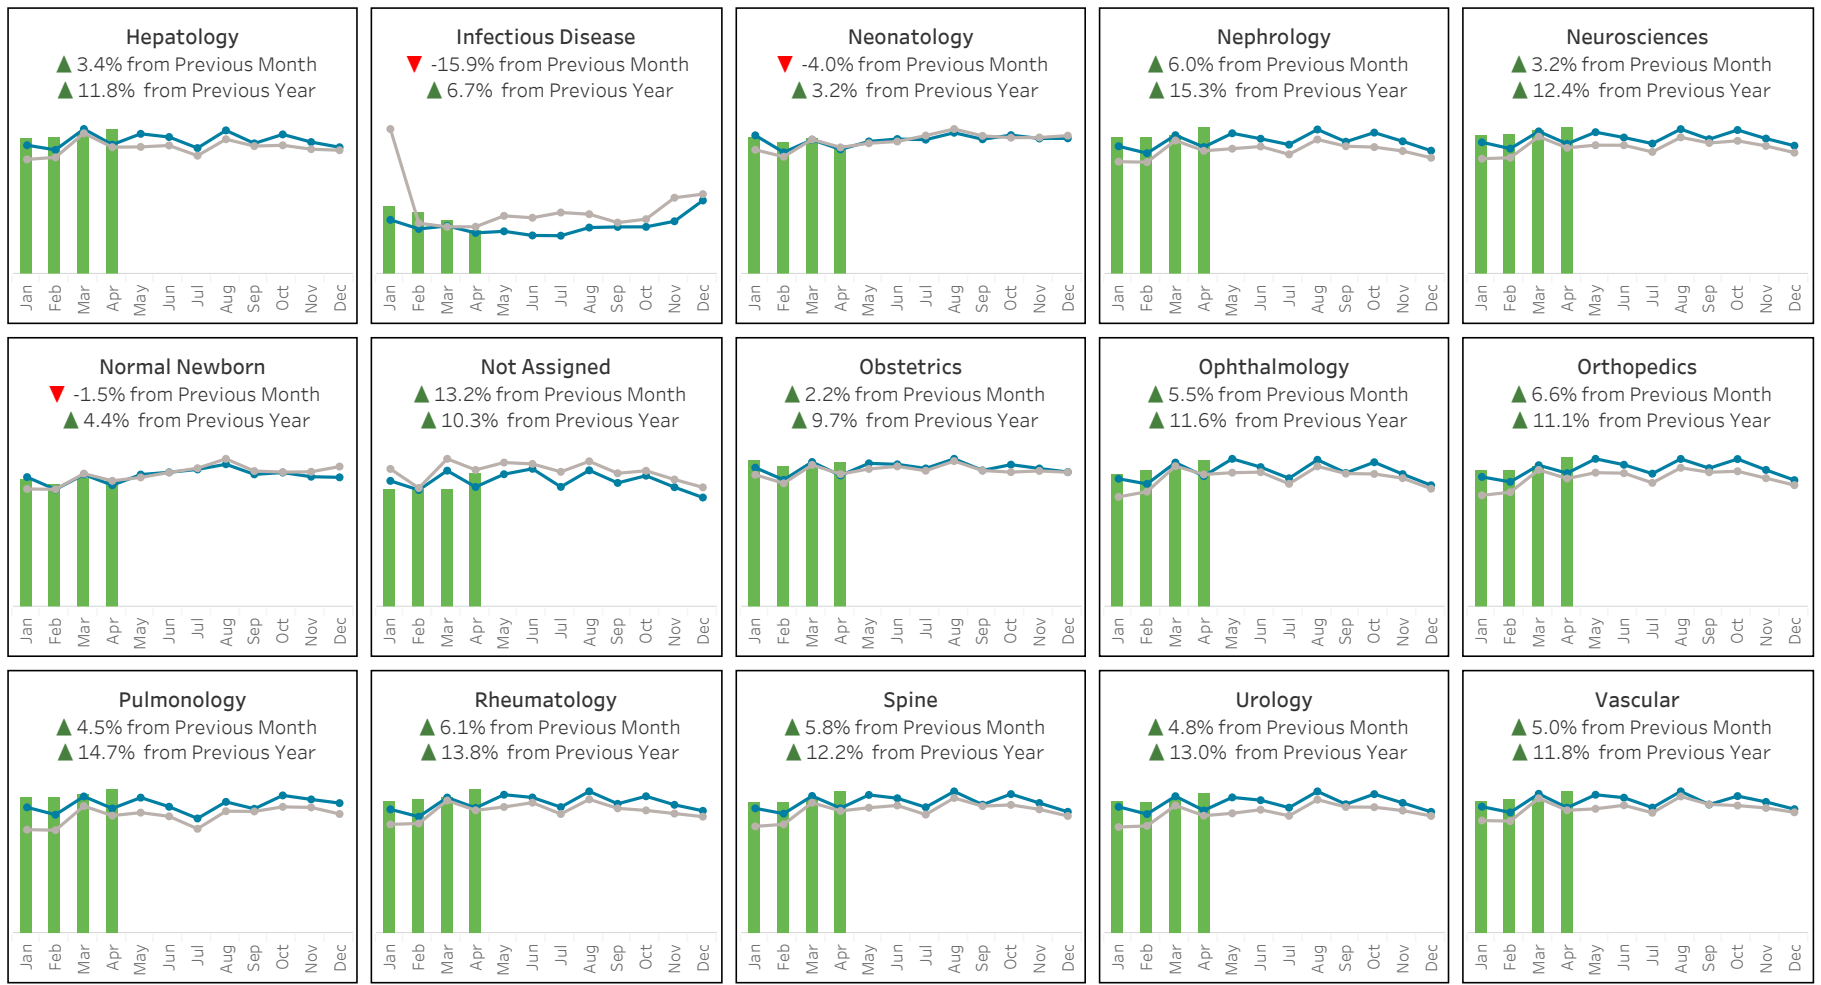 Hepatology
▲ 3.4% from Previous Month
▲ 11.8% from Previous Year
Jan Feb Mar Apr May Jun Jul Aug Sep Oct Nov Dec
Infectious Disease
▼ -15.9% from Previous Month
▲ 6.7% from Previous Year
Jan Feb Mar Apr May Jun Jul Aug Sep Oct Nov Dec
Neonatology
▼ -4.0% from Previous Month
▲ 3.2% from Previous Year
Jan Feb Mar Apr May Jun Jul Aug Sep Oct Nov Dec
Nephrology
▲ 6.0% from Previous Month
▲ 15.3% from Previous Year
Jan Feb Mar Apr May Jun Jul Aug Sep Oct Nov Dec
Neurosciences
▲ 3.2% from Previous Month
▲ 12.4% from Previous Year
Jan Feb Mar Apr May Jun Jul Aug Sep Oct Nov Dec
Normal Newborn
▼ -1.5% from Previous Month
▲ 4.4% from Previous Year
Jan Feb Mar Apr May Jun Jul Aug Sep Oct Nov Dec
Not Assigned
▲ 13.2% from Previous Month
▲ 10.3% from Previous Year
Jan Feb Mar Apr May Jun Jul Aug Sep Oct Nov Dec
Obstetrics
▲ 2.2% from Previous Month
▲ 9.7% from Previous Year
Jan Feb Mar Apr May Jun Jul Aug Sep Oct Nov Dec
Ophthalmology
▲ 5.5% from Previous Month
▲ 11.6% from Previous Year
Jan Feb Mar Apr May Jun Jul Aug Sep Oct Nov Dec
Orthopedics
▲ 6.6% from Previous Month
▲ 11.1% from Previous Year
Jan Feb Mar Apr May Jun Jul Aug Sep Oct Nov Dec
Pulmonology
▲ 4.5% from Previous Month
▲ 14.7% from Previous Year
Jan Feb Mar Apr May Jun Jul Aug Sep Oct Nov Dec
Rheumatology
▲ 6.1% from Previous Month
▲ 13.8% from Previous Year
Jan Feb Mar Apr May Jun Jul Aug Sep Oct Nov Dec
Spine
▲ 5.8% from Previous Month
▲ 12.2% from Previous Year
Jan Feb Mar Apr May Jun Jul Aug Sep Oct Nov Dec
Urology
▲ 4.8% from Previous Month
▲ 13.0% from Previous Year
Jan Feb Mar Apr May Jun Jul Aug Sep Oct Nov Dec
Vascular
▲ 5.0% from Previous Month
▲ 11.8% from Previous Year
Jan Feb Mar Apr May Jun Jul Aug Sep Oct Nov Dec